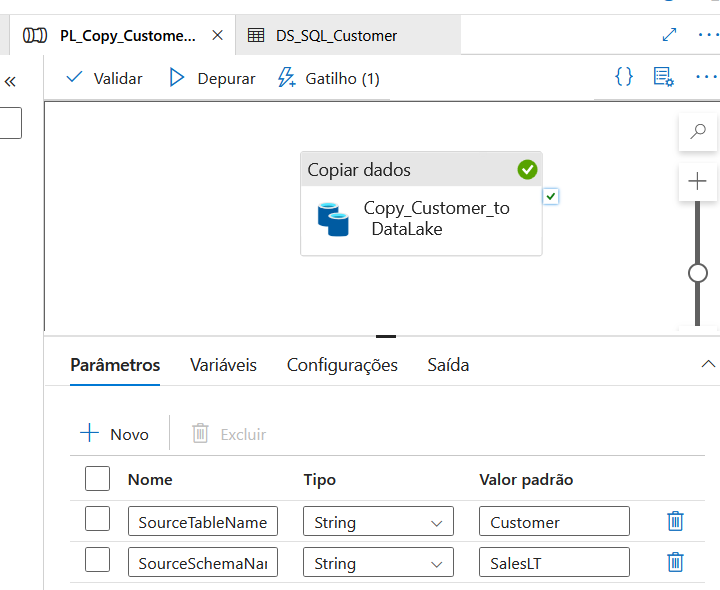 PL_Copy_Custome...
DS_SQL_Customer
Validar
Depurar
Gatilho (1)
Copiar dados
Copy_Customer_to
DataLake
Parâmetros
Variáveis
Configurações
Saída
Novo
Excluir
Nome Tipo Valor padrão
SourceTableName String Customer
SourceSchemaNar String SalesLT